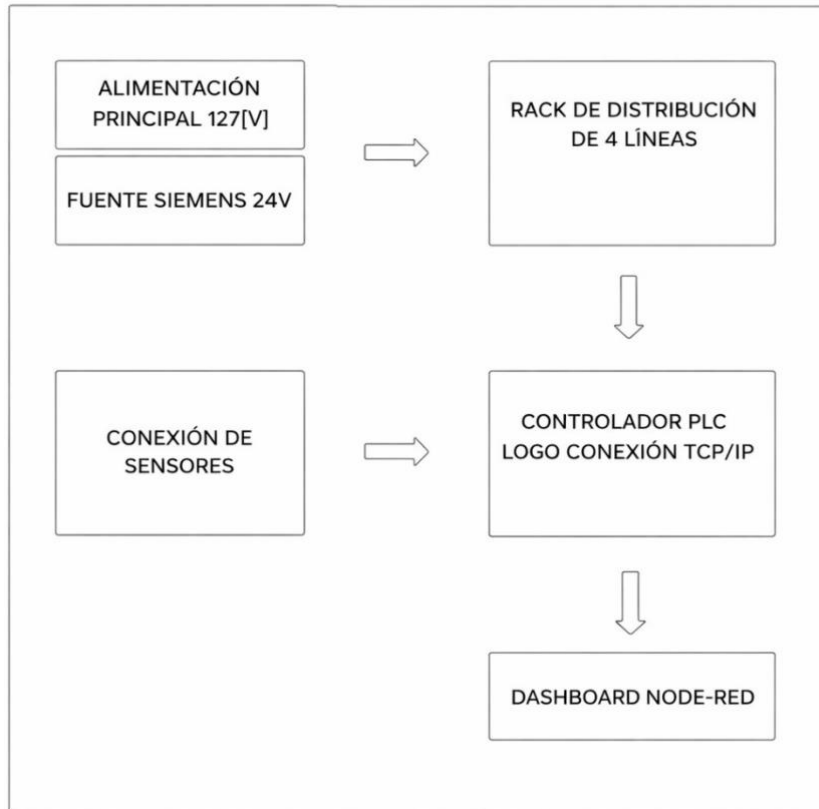 ALIMENTACIÓN
PRINCIPAL 127[V]
FUENTE SIEMENS 24V
RACK DE DISTRIBUCIÓN
DE 4 LÍNEAS
CONEXIÓN DE
SENSORES
CONTROLADOR PLC
LOGO CONEXIÓN TCP/IP
DASHBOARD NODE-RED